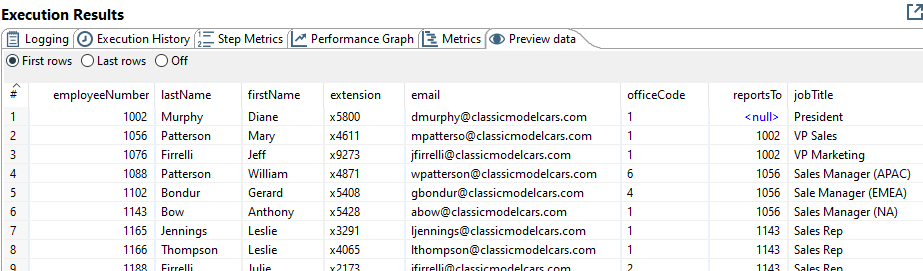 Execution Results
Logging Execution History Step Metrics Performance Graph Metrics Preview data
First rows Last rows Off
# employeeNumber lastName firstName extension email officeCode reportsTo jobTitle
1 1002 Murphy Diane x5800 dmurphy@classicmodelcars.com 1 <null> President
2 1056 Patterson Mary x4611 mpatterso@classicmodelcars.com 1 1002 VP Sales
3 1076 Firrelli Jeff x9273 jfirrelli@classicmodelcars.com 1 1002 VP Marketing
4 1088 Patterson William x4871 wpatterson@classicmodelcars.com 6 1056 Sales Manager (APAC)
5 1102 Bondur Gerard x5408 gbondur@classicmodelcars.com 4 1056 Sale Manager (EMEA)
6 1143 Bow Anthony x5428 abow@classicmodelcars.com 1 1056 Sales Manager (NA)
7 1165 Jennings Leslie x3291 ljennings@classicmodelcars.com 1 1143 Sales Rep
8 1166 Thompson Leslie x4065 lthompson@classicmodelcars.com 1 1143 Sales Rep
9 1188 Firrelli Julie x2173 jfirrelli@classicmodelcars.com 2 1143 Sales Rep